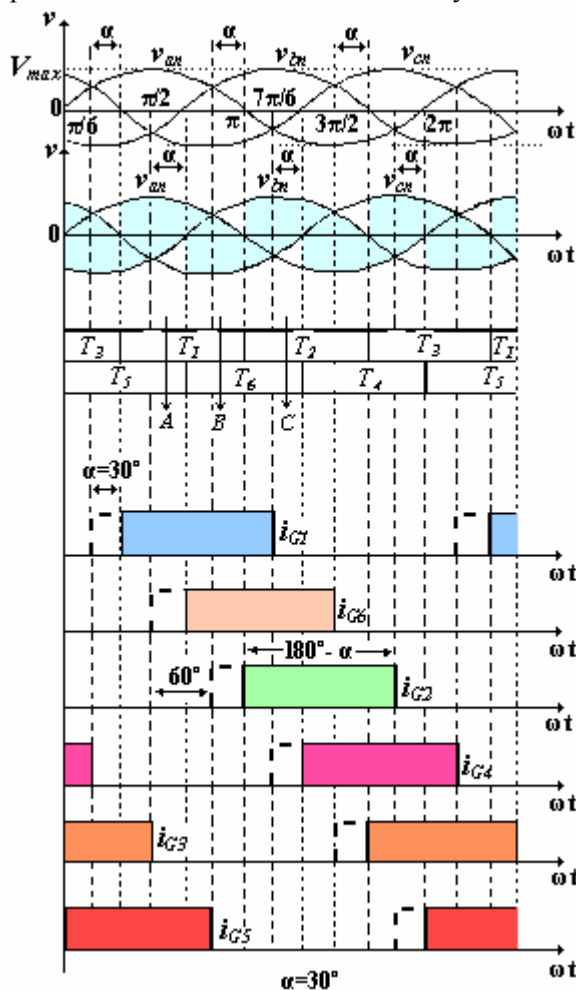 v α α α
V_max v_an v_bn v_cn
π/2 7π/6
0
π/6 π 3π/2 2π ωt
v α α α
v_an v_bn v_cn
0 ωt
T_3 T_1 T_2 T_3 T_1
T_5 T_6 T_4 T_5
A B C
α=30°
i_G1
ωt
i_G6
ωt
180°- α
60°
i_G2
ωt
i_G4
ωt
i_G3
ωt
i_G5
ωt
α=30°